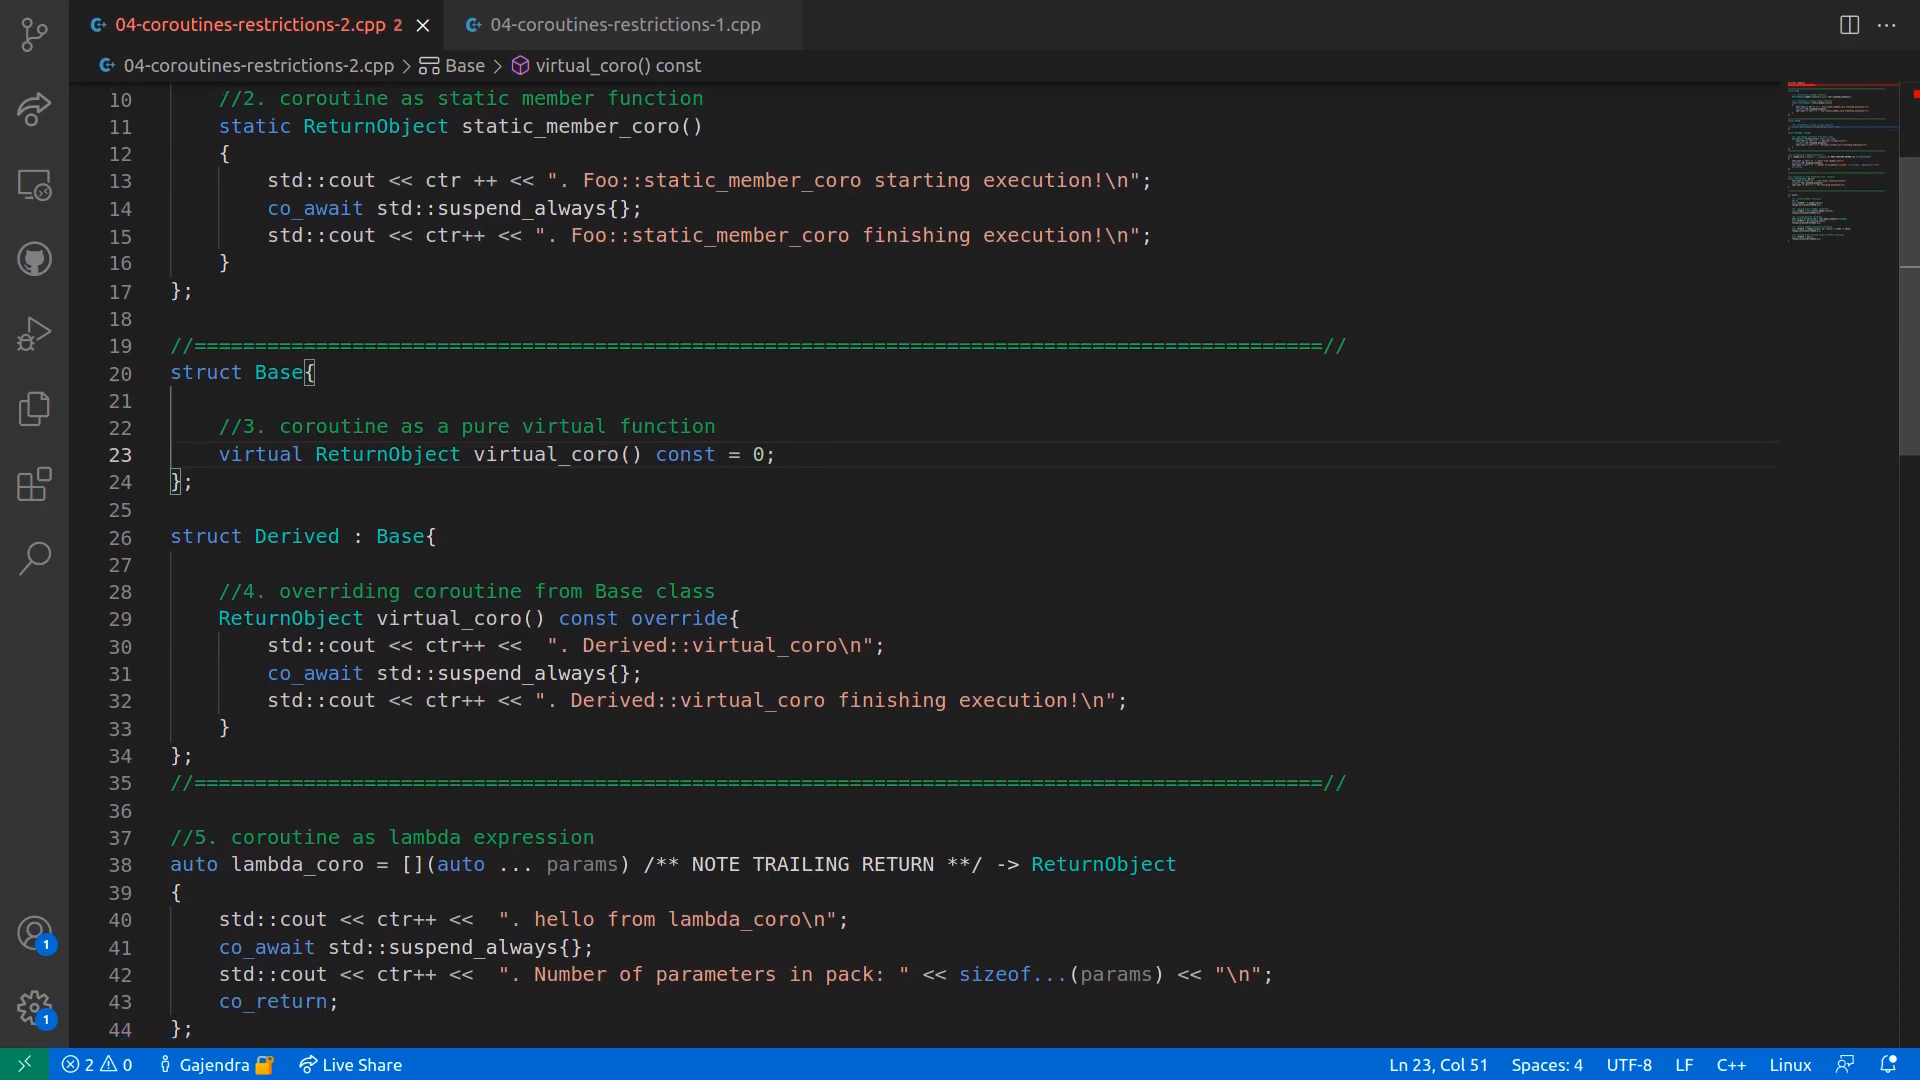 04-coroutines-restrictions-2.cpp 2
04-coroutines-restrictions-1.cpp
04-coroutines-restrictions-2.cpp > Base > virtual_coro() const
10 //2. coroutine as static member function
11 static ReturnObject static_member_coro()
12 {
13 std::cout << ctr ++ << ". Foo::static_member_coro starting execution!\n";
14 co_await std::suspend_always{};
15 std::cout << ctr++ << ". Foo::static_member_coro finishing execution!\n";
16 }
17 };
18
19 //=============================================================================================//
20 struct Base{
21
22 //3. coroutine as a pure virtual function
23 virtual ReturnObject virtual_coro() const = 0;
24 };
25
26 struct Derived : Base{
27
28 //4. overriding coroutine from Base class
29 ReturnObject virtual_coro() const override{
30 std::cout << ctr++ <<  ". Derived::virtual_coro\n";
31 co_await std::suspend_always{};
32 std::cout << ctr++ << ". Derived::virtual_coro finishing execution!\n";
33 }
34 };
35 //=============================================================================================//
36
37 //5. coroutine as lambda expression
38 auto lambda_coro = [](auto ... params) /** NOTE TRAILING RETURN **/ -> ReturnObject
39 {
40 std::cout << ctr++ <<  ". hello from lambda_coro\n";
41 co_await std::suspend_always{};
42 std::cout << ctr++ <<  ". Number of parameters in pack: " << sizeof...(params) << "\n";
43 co_return;
44 };
1
1
2 0 Gajendra Live Share Ln 23, Col 51 Spaces: 4 UTF-8 LF C++ Linux